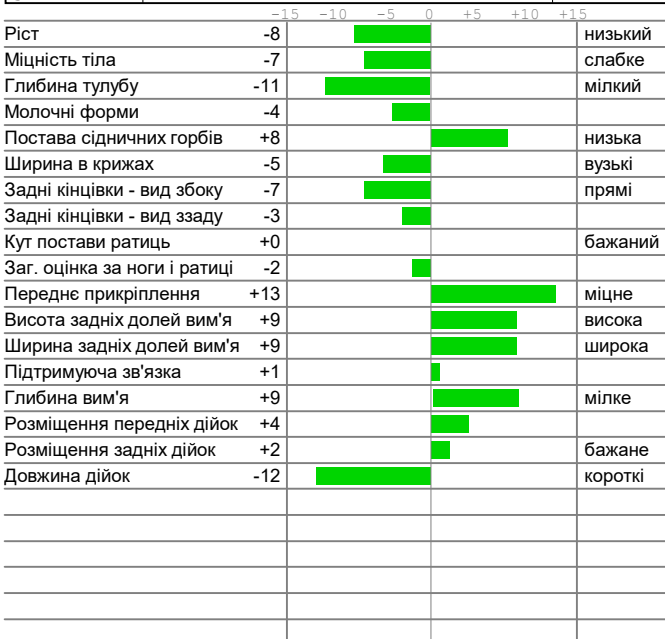 -15 -10 -5 0 +5 +10 +15
Ріст -8 низький
Міцність тіла -7 слабке
Глибина тулубу -11 мілкий
Молочні форми -4
Постава сідничних горбів +8 низька
Ширина в крижах -5 вузькі
Задні кінцівки - вид збоку -7 прямі
Задні кінцівки - вид ззаду -3
Кут постави ратиць +0 бажаний
Заг. оцінка за ноги і ратиці -2
Переднє прикріплення +13 міцне
Висота задніх долей вим'я +9 висока
Ширина задніх долей вим'я +9 широка
Підтримуюча зв'язка +1
Глибина вим'я +9 мілке
Розміщення передніх дійок +4
Розміщення задніх дійок +2 бажане
Довжина дійок -12 короткі